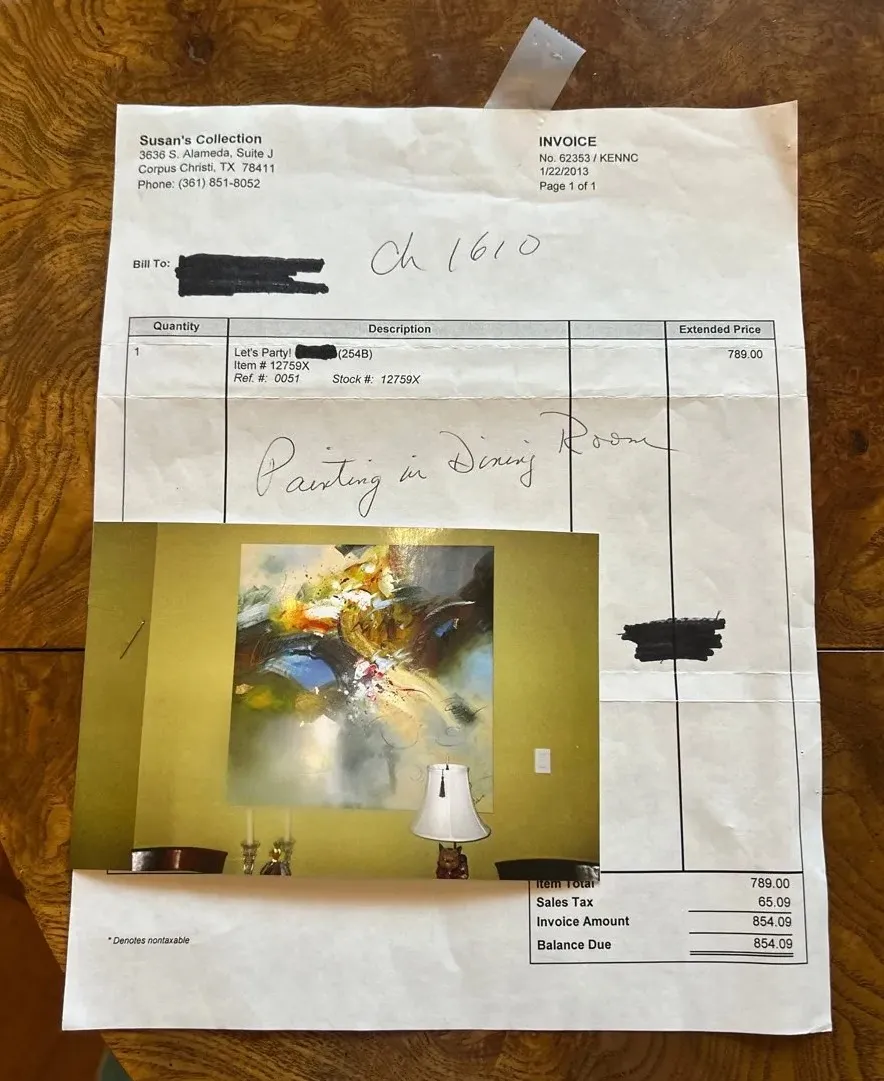 Susan's Collection
3636 S. Alameda, Suite J
Corpus Christi, TX 78411
Phone: (361) 851-8052
INVOICE
No. 62353 / KENNC
1/22/2013
Page 1 of 1
Bill To:
Ch 1610
Quantity Description Extended Price
1 Let's Party! (254B) 789.00
Item # 12759X
Ref. #: 0051 Stock #: 12759X
Painting in Dining Room
Item Total 789.00
Sales Tax 65.09
Invoice Amount 854.09
Balance Due 854.09
* Denotes nontaxable